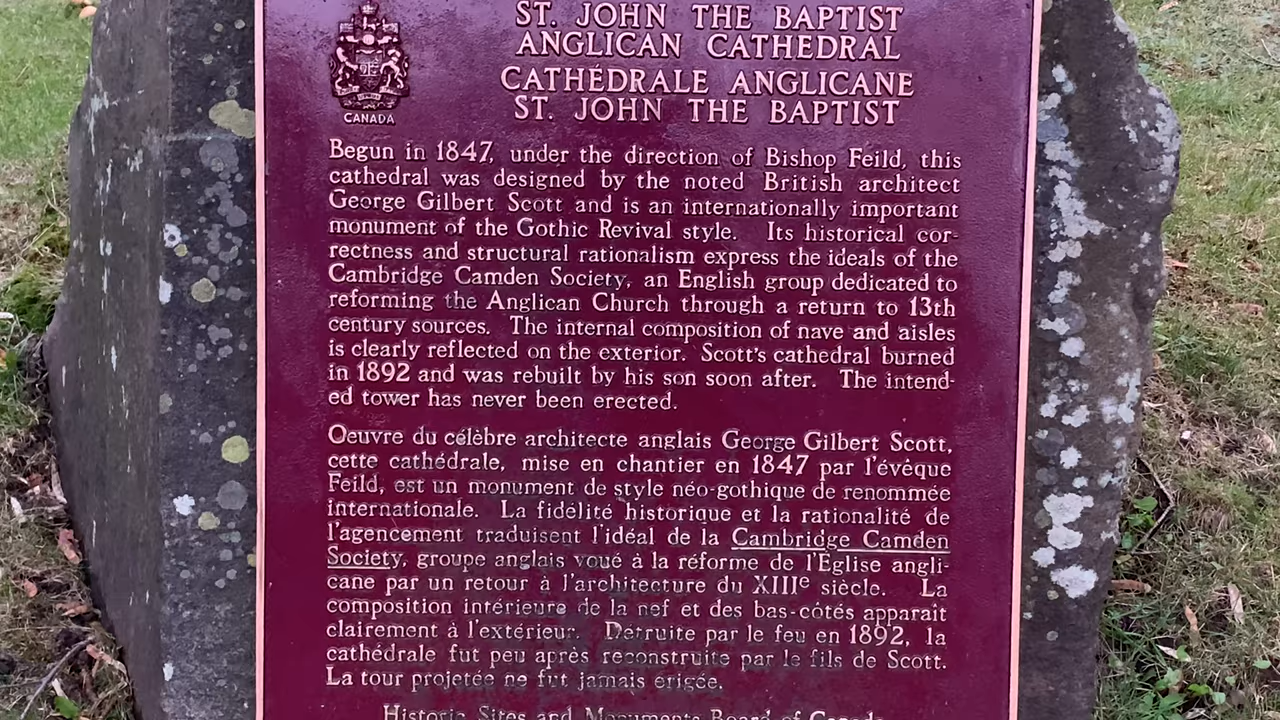 CANADA
ST. JOHN THE BAPTIST
ANGLICAN CATHEDRAL
CATHÉDRALE ANGLICANE
ST. JOHN THE BAPTIST
Begun in 1847, under the direction of Bishop Feild, this
cathedral was designed by the noted British architect
George Gilbert Scott and is an internationally important
monument of the Gothic Revival style. Its historical cor-
rectness and structural rationalism express the ideals of the
Cambridge Camden Society, an English group dedicated to
reforming the Anglican Church through a return to 13th
century sources. The internal composition of nave and aisles
is clearly reflected on the exterior. Scott's cathedral burned
in 1892 and was rebuilt by his son soon after. The intend-
ed tower has never been erected.
Oeuvre du célèbre architecte anglais George Gilbert Scott,
cette cathédrale, mise en chantier en 1847 par l'évêque
Feild, est un monument de style néo-gothique de renommée
internationale. La fidélité historique et la rationalité de
l'agencement traduisent l'idéal de la Cambridge Camden
Society, groupe anglais voué à la réforme de l'Eglise angli-
cane par un retour à l'architecture du XIIIe siècle. La
composition intérieure de la nef et des bas-côtés apparaît
clairement à l'extérieur. Détruite par le feu en 1892, la
cathédrale fut peu après reconstruite par le fils de Scott.
La tour projetée ne fut jamais érigée.
Historic Sites and Monuments Board of Canada